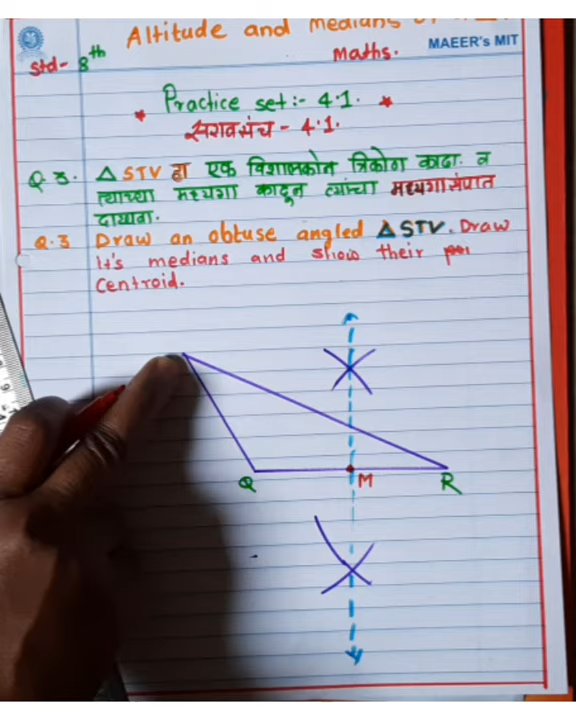 Altitude and medians of
Std- 8th
Maths.
MAEER's MIT
* Practice set:- 4.1. *
सरावसंच - 4.1.
Q 3. △STV हा एक विशालकोन त्रिकोण काढा. व
त्याच्या मध्यगा काढून त्यांचा मध्यगासंपात
दाखवा.
Q.3 Draw an obtuse angled △STV. Draw
it's medians and show their
Centroid.
Q M R